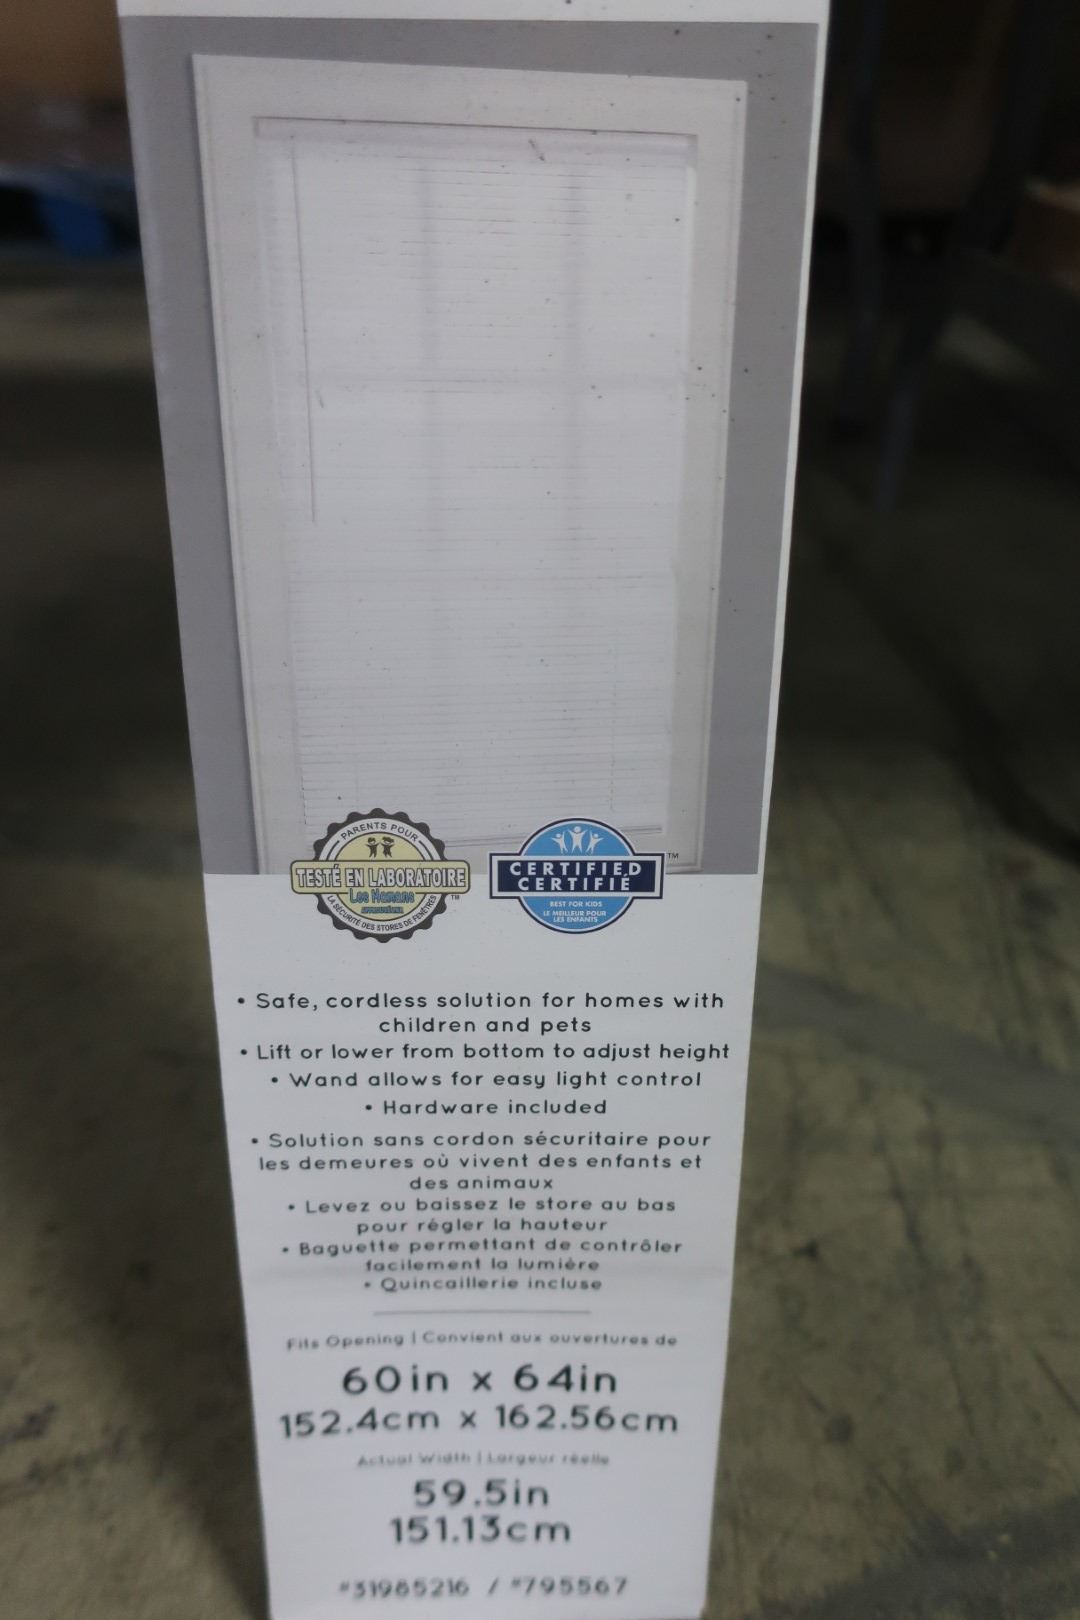 PARENTS POUR
TESTÉ EN LABORATOIRE
LA SÉCURITÉ DES STORES DE FENÊTRES
TM
CERTIFIED
CERTIFIÉ
TM
BEST FOR KIDS
LE MEILLEUR POUR
LES ENFANTS
• Safe, cordless solution for homes with
children and pets
• Lift or lower from bottom to adjust height
• Wand allows for easy light control
• Hardware included
• Solution sans cordon sécuritaire pour
les demeures où vivent des enfants et
des animaux
• Levez ou baissez le store au bas
pour régler la hauteur
• Baguette permettant de contrôler
facilement la lumière
• Quincaillerie incluse
Fits Opening | Convient aux ouvertures de
60in x 64in
152.4cm x 162.56cm
Actual Width | Largeur réelle
59.5in
151.13cm
#31985216 / #795567